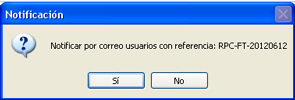 Notificación
Notificar por correo usuarios con referencia: RPC-FT-20120612
Sí
No